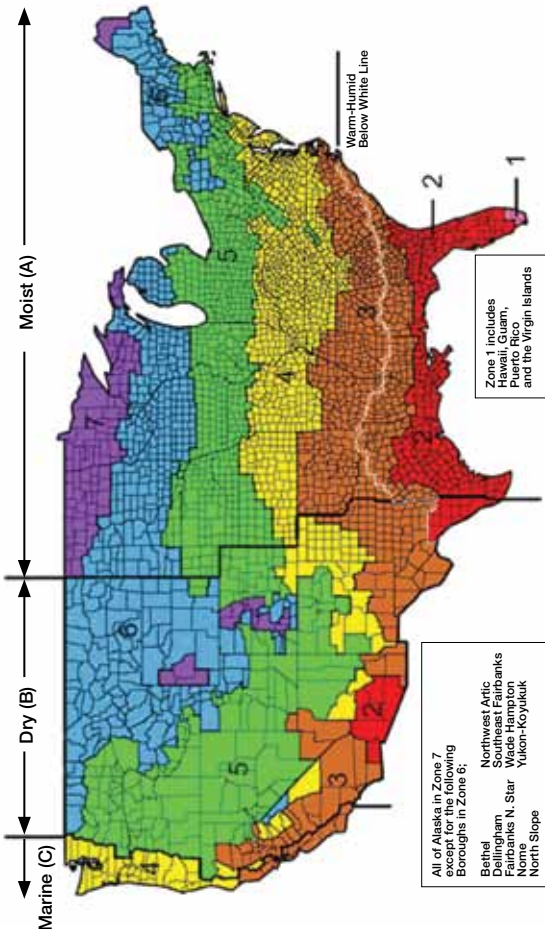 Marine (C)
Dry (B)
Moist (A)
7
6
6
5
5
4
4
3
3
2
2
2
1
Warm-Humid
Below White Line
All of Alaska in Zone 7
except for the following
Boroughs in Zone 6;
Bethel Northwest Artic
Dellingham Southeast Fairbanks
Fairbanks N. Star Wade Hampton
Nome Yukon-Koyukuk
North Slope
Zone 1 includes
Hawaii, Guam,
Puerto Rico
and the Virgin Islands